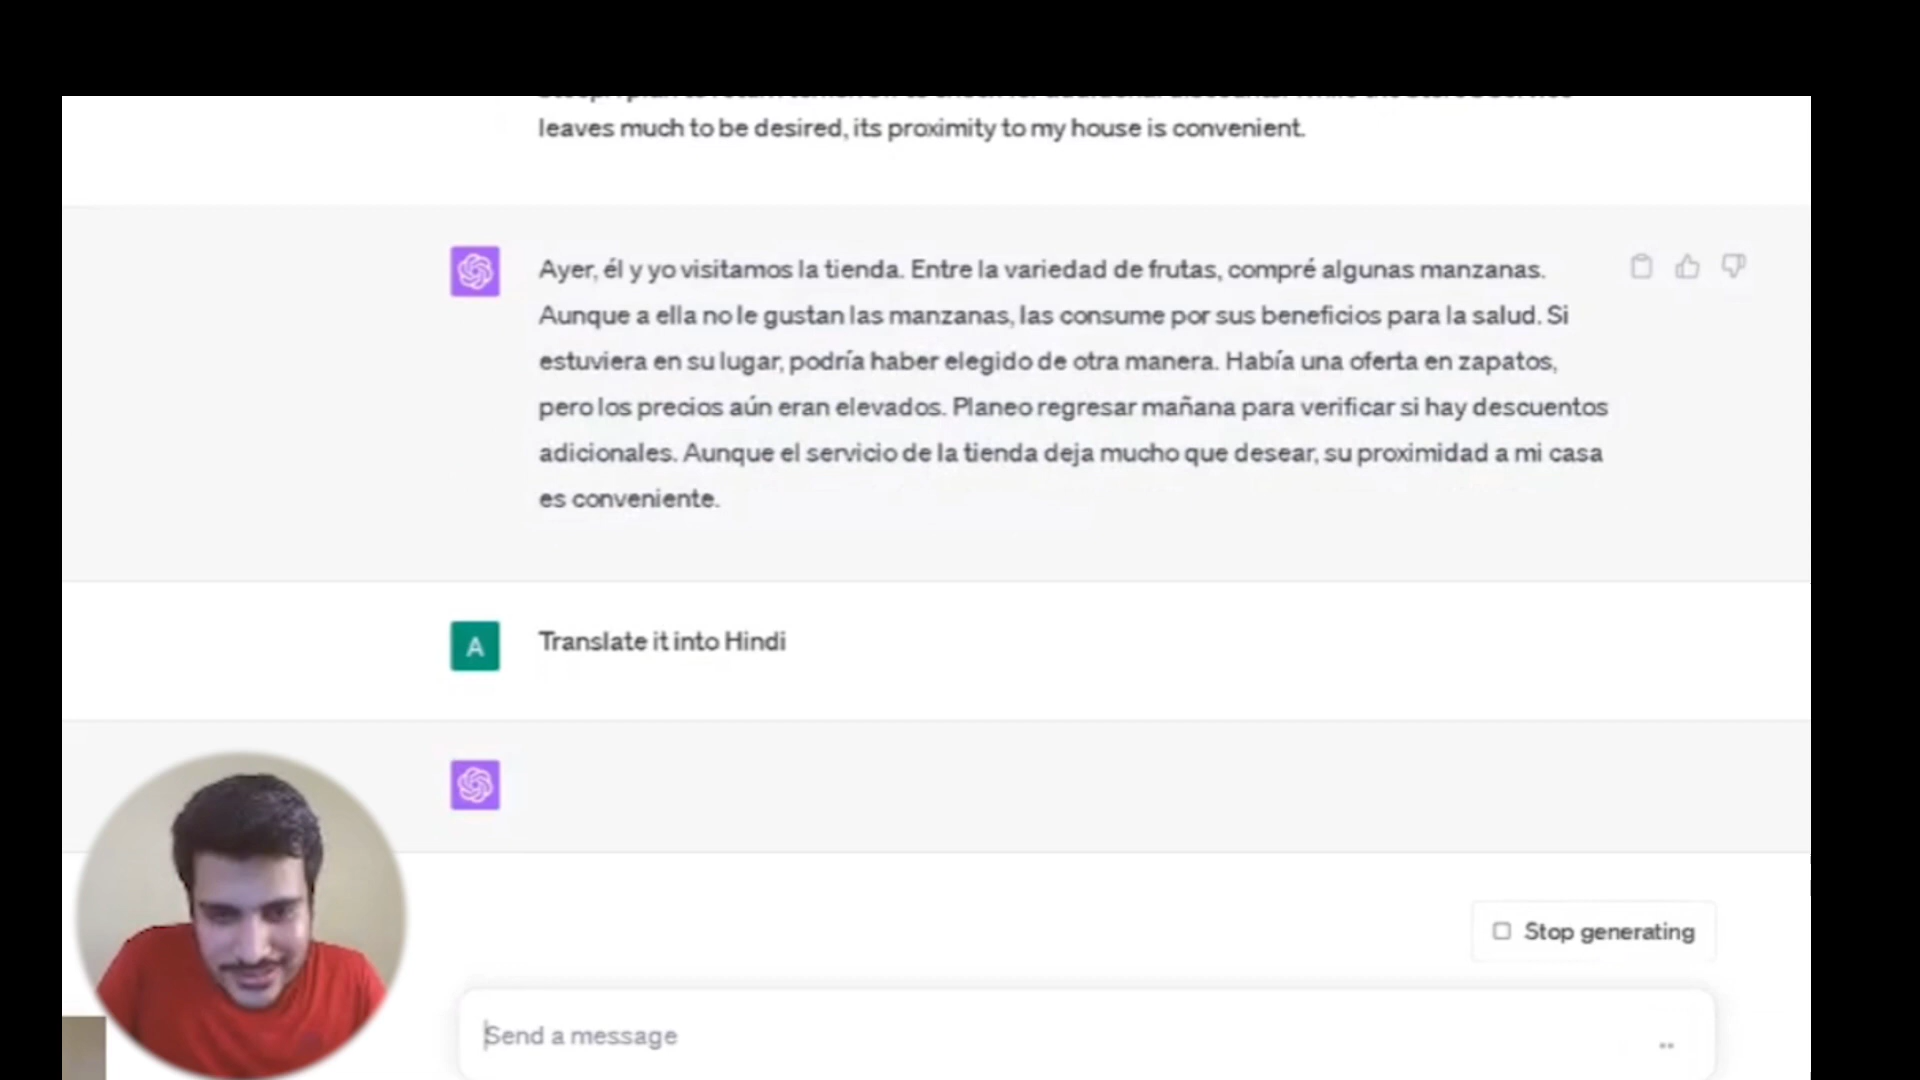 leaves much to be desired, its proximity to my house is convenient.
Ayer, él y yo visitamos la tienda. Entre la variedad de frutas, compré algunas manzanas.
Aunque a ella no le gustan las manzanas, las consume por sus beneficios para la salud. Si
estuviera en su lugar, podría haber elegido de otra manera. Había una oferta en zapatos,
pero los precios aún eran elevados. Planeo regresar mañana para verificar si hay descuentos
adicionales. Aunque el servicio de la tienda deja mucho que desear, su proximidad a mi casa
es conveniente.
A
Translate it into Hindi
Stop generating
Send a message